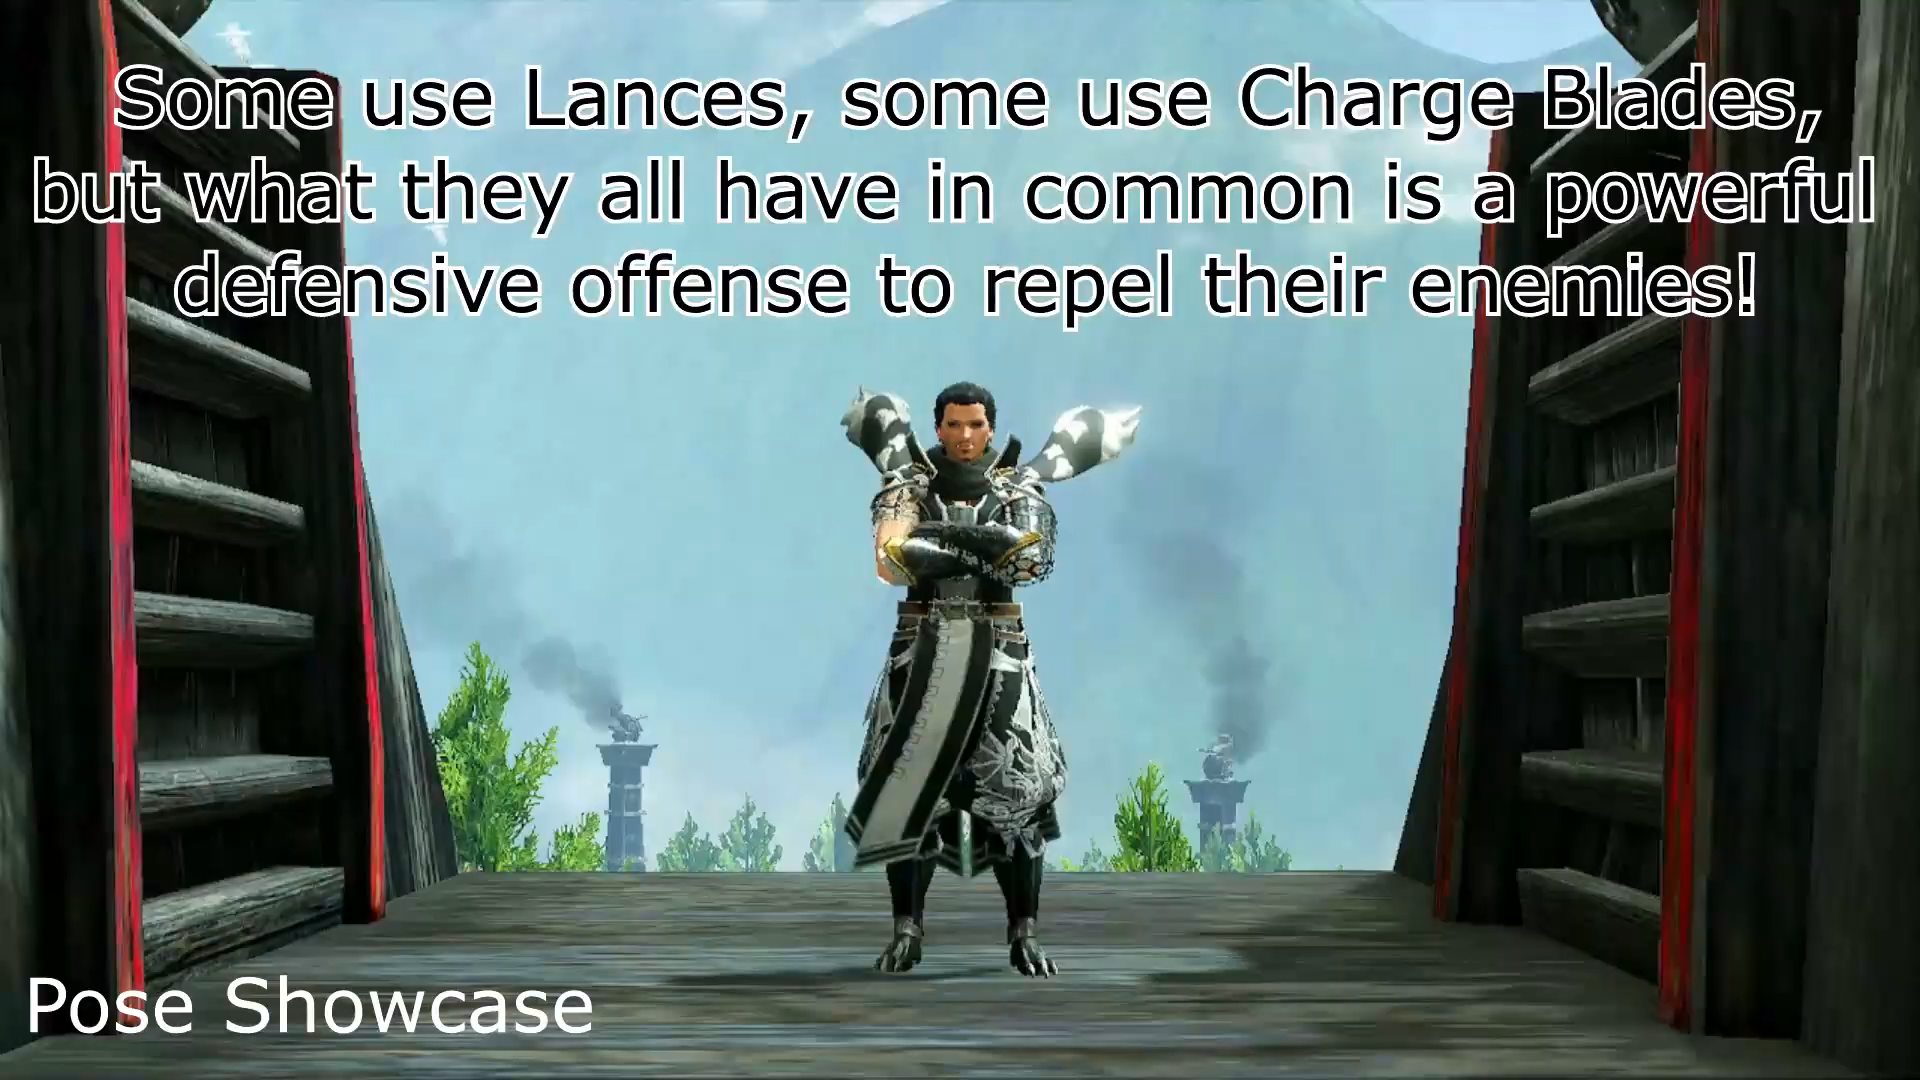 Some use Lances, some use Charge Blades,
but what they all have in common is a powerful
defensive offense to repel their enemies!
Pose Showcase